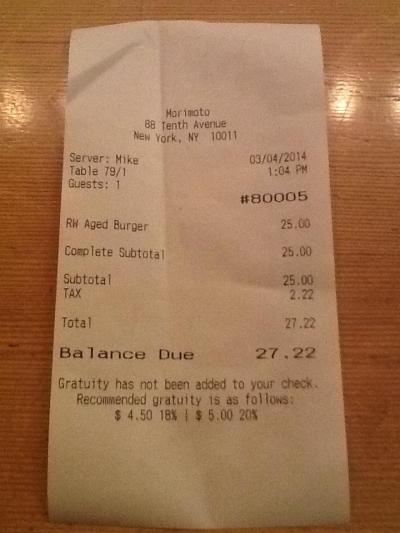 Morimoto
88 Tenth Avenue
New York, NY 10011
Server: Mike 03/04/2014
Table 79/1 1:04 PM
Guests: 1
#80005
RW Aged Burger 25.00
Complete Subtotal 25.00
Subtotal 25.00
TAX 2.22
Total 27.22
Balance Due 27.22
Gratuity has not been added to your check.
Recommended gratuity is as follows:
$ 4.50 18% | $ 5.00 20%